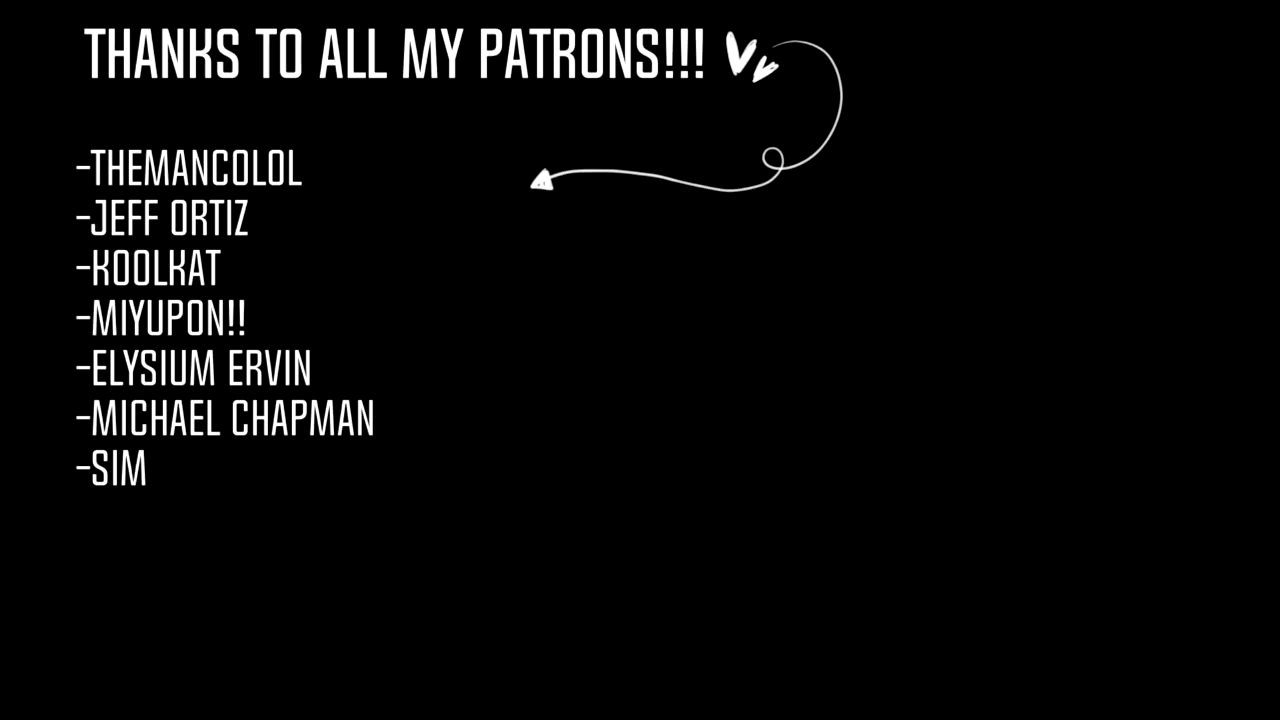 THANKS TO ALL MY PATRONS!!!
-THEMANCOLOL
-JEFF ORTIZ
-KOOLKAT
-MIYUPON!!
-ELYSIUM ERVIN
-MICHAEL CHAPMAN
-SIM